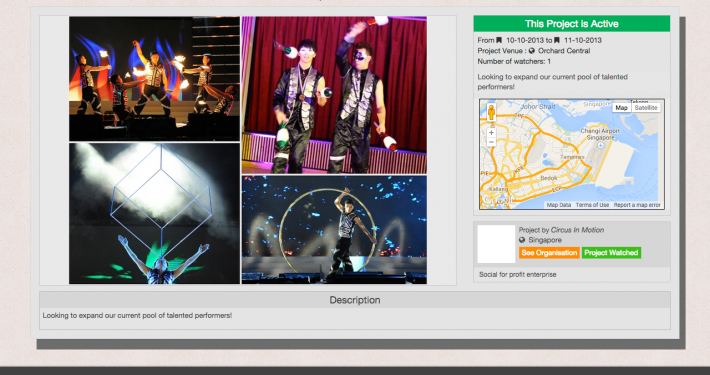 This Project is Active
From 10-10-2013 to 11-10-2013
Project Venue : Orchard Central
Number of watchers: 1
Looking to expand our current pool of talented
performers!
Johor Strait
Singapore
Map Satellite
Changi Airport
Singapore
Tampines
PIE
Bedok
Kallang
Map Data Terms of Use Report a map error
Project by Circus In Motion
Singapore
See Organisation Project Watched
Social for profit enterprise
Description
Looking to expand our current pool of talented performers!